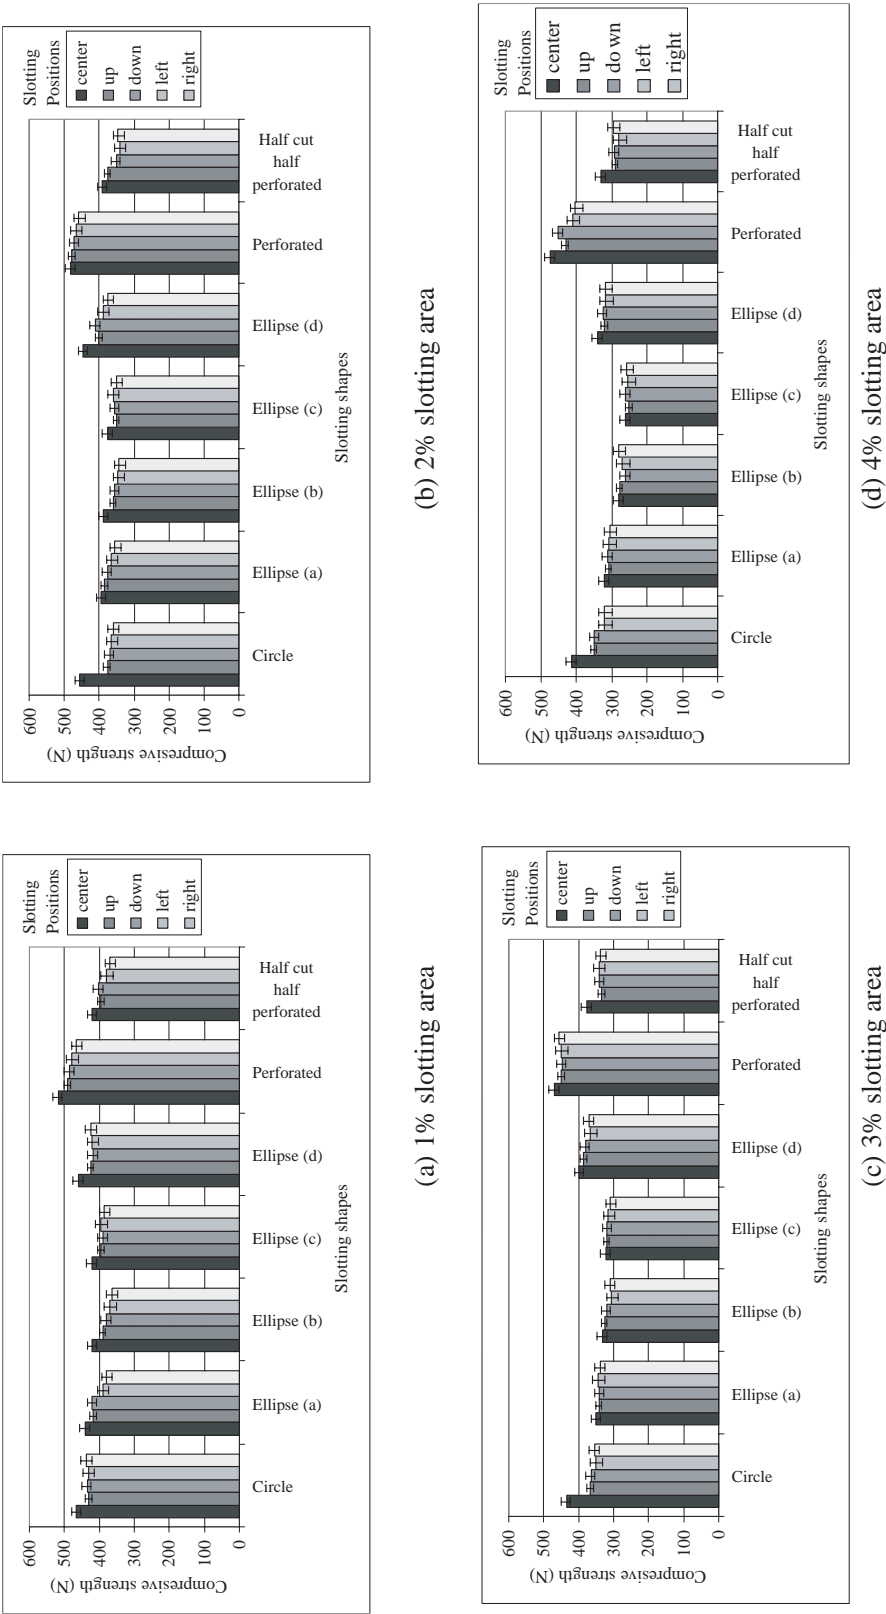 600
500
400
300
200
100
0
Compresive strength (N)
Circle
Ellipse (a)
Ellipse (b)
Ellipse (c)
Ellipse (d)
Perforated
Half cut
half
perforated
Slotting shapes
Slotting
Positions
center
up
down
left
right
(a) 1% slotting area
600
500
400
300
200
100
0
Compresive strength (N)
Circle
Ellipse (a)
Ellipse (b)
Ellipse (c)
Ellipse (d)
Perforated
Half cut
half
perforated
Slotting shapes
Slotting
Positions
center
up
down
left
right
(b) 2% slotting area
600
500
400
300
200
100
0
Compresive strength (N)
Circle
Ellipse (a)
Ellipse (b)
Ellipse (c)
Ellipse (d)
Perforated
Half cut
half
perforated
Slotting shapes
Slotting
Positions
center
up
down
left
right
(c) 3% slotting area
600
500
400
300
200
100
0
Compresive strength (N)
Circle
Ellipse (a)
Ellipse (b)
Ellipse (c)
Ellipse (d)
Perforated
Half cut
half
perforated
Slotting shapes
Slotting
Positions
center
up
do wn
left
right
(d) 4% slotting area